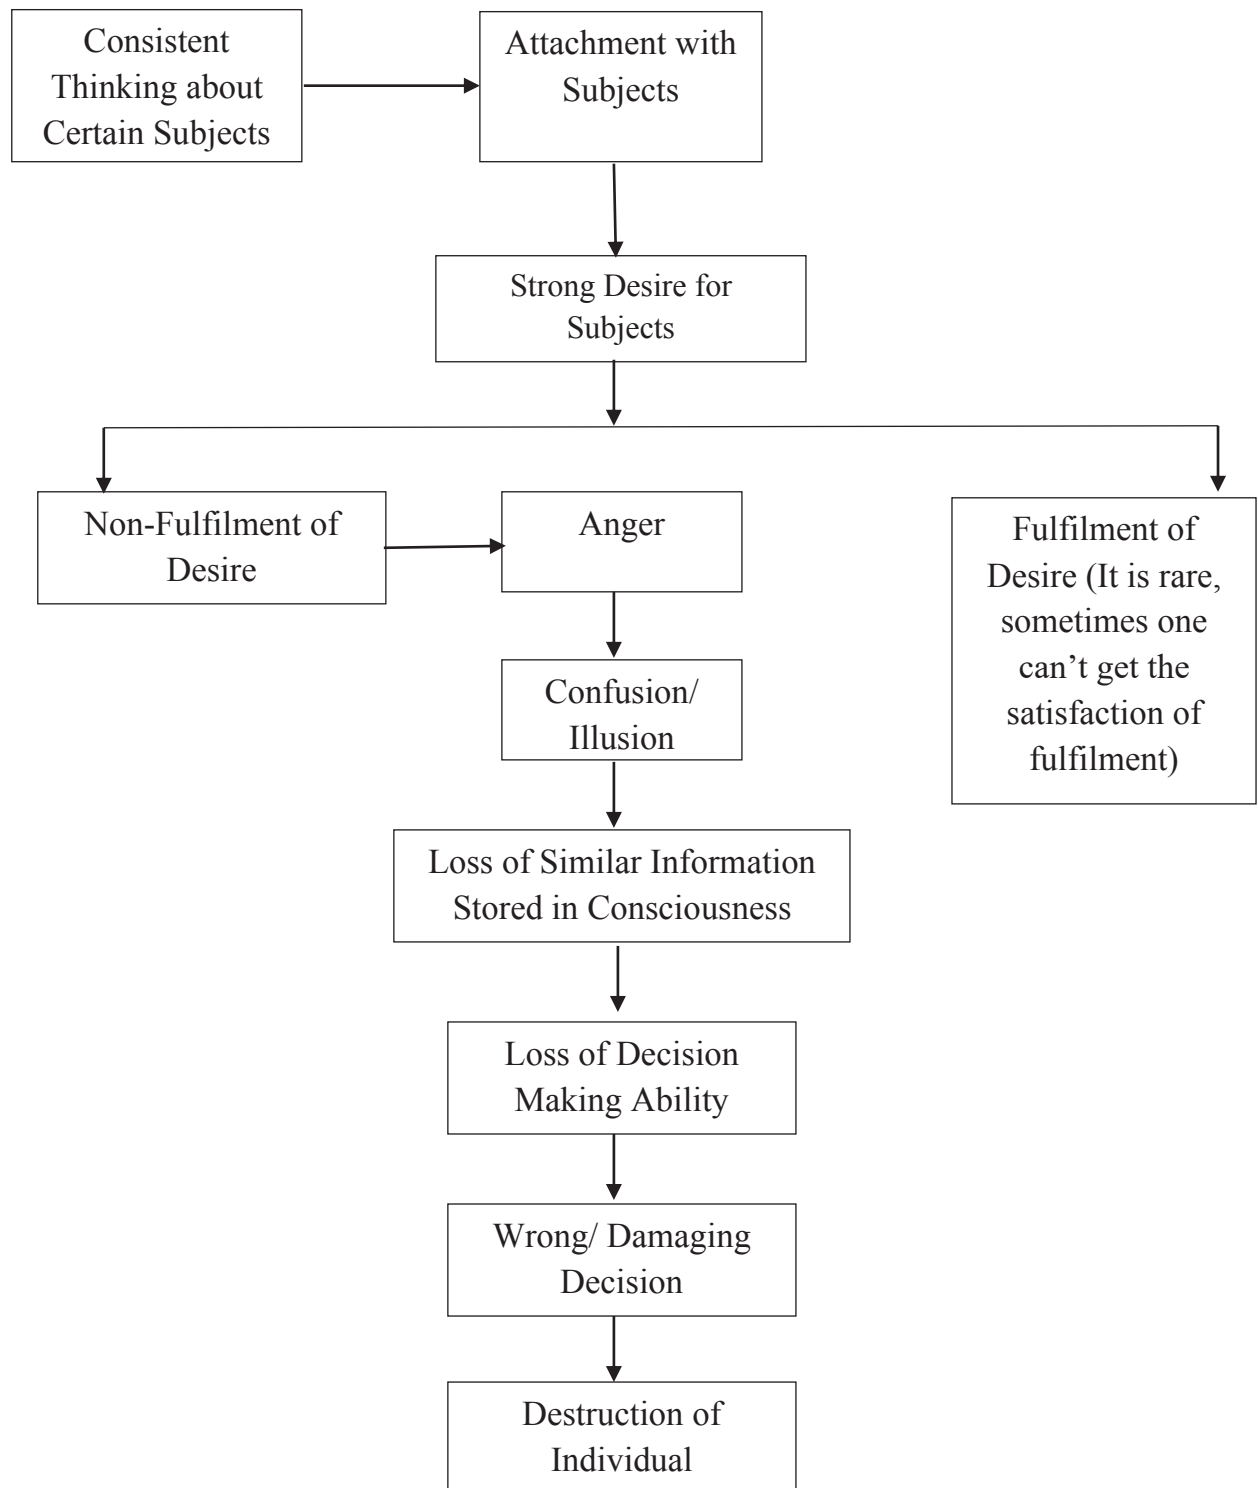 Consistent
Thinking about
Certain Subjects
Attachment with
Subjects
Strong Desire for
Subjects
Non-Fulfilment of
Desire
Anger
Fulfilment of
Desire (It is rare,
sometimes one
can’t get the
satisfaction of
fulfilment)
Confusion/
Illusion
Loss of Similar Information
Stored in Consciousness
Loss of Decision
Making Ability
Wrong/ Damaging
Decision
Destruction of
Individual